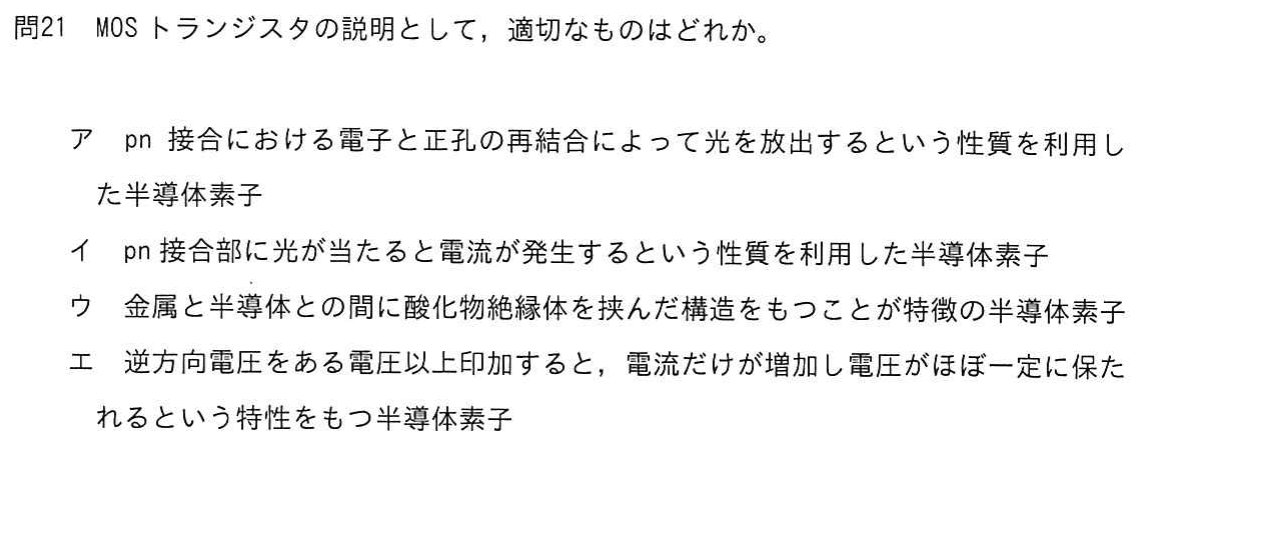 問21　MOS トランジスタの説明として，適切なものはどれか。
ア　pn 接合における電子と正孔の再結合によって光を放出するという性質を利用し
た半導体素子
イ　pn 接合部に光が当たると電流が発生するという性質を利用した半導体素子
ウ　金属と半導体との間に酸化物絶縁体を挟んだ構造をもつことが特徴の半導体素子
エ　逆方向電圧をある電圧以上印加すると，電流だけが増加し電圧がほぼ一定に保た
れるという特性をもつ半導体素子